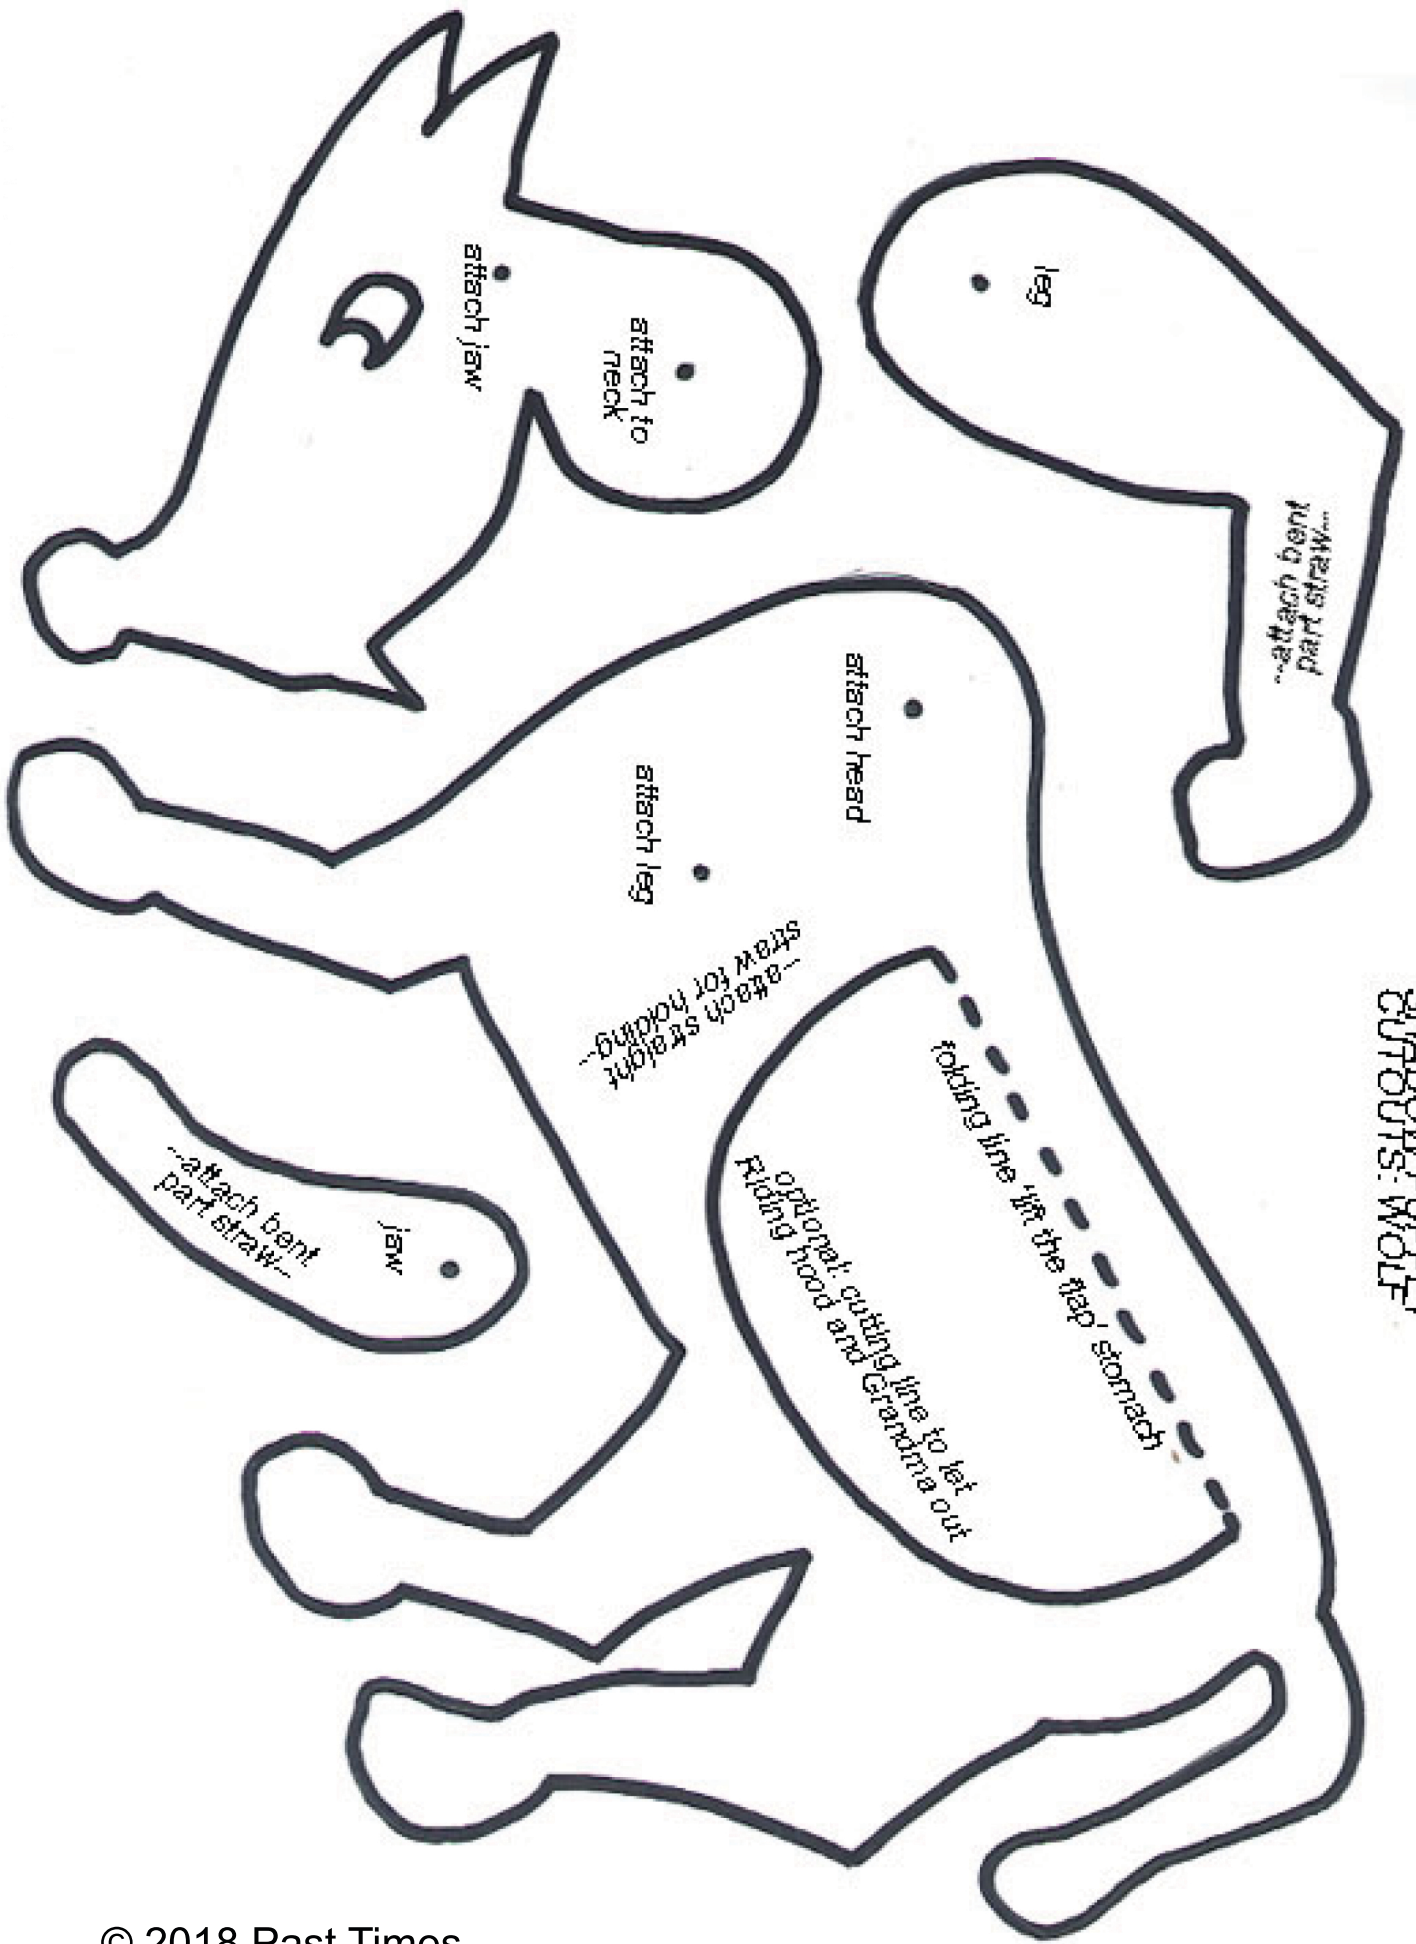 attach jaw
attach to
neck
leg
--attach bent
part straw--
attach head
attach leg
--attach straight
straw for holding--
folding line 'lift the flap' stomach
optional: cutting line to let
Riding hood and Grandma out
jaw
--attach bent
part straw--
CUTOUTS: WOLF
© 2018 Past Times